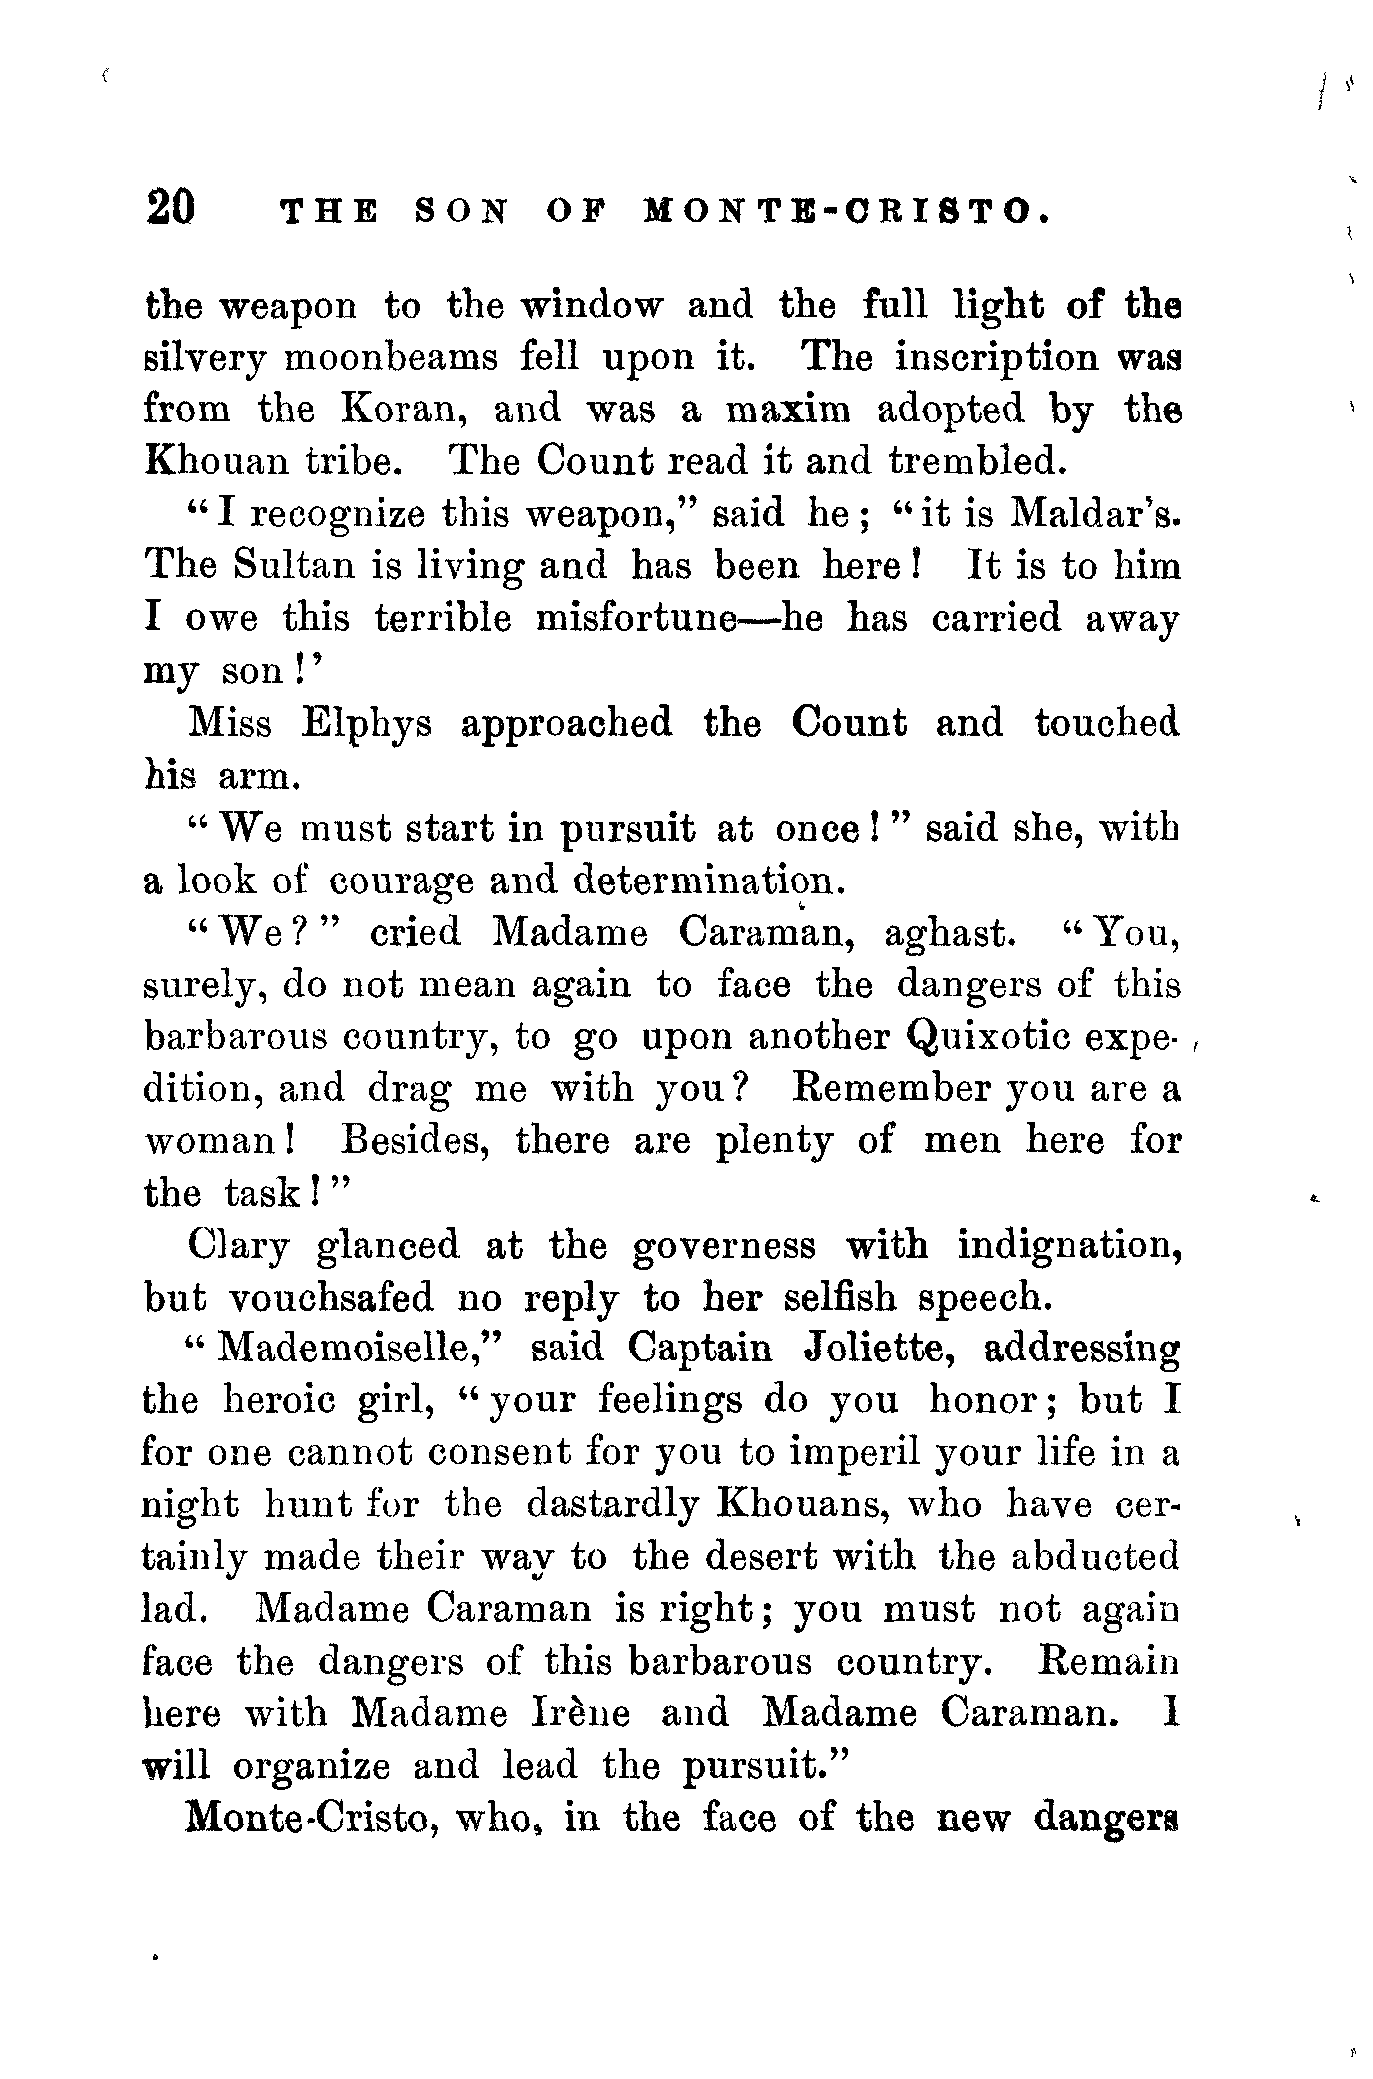 20 THE SON OF MONTE-CRISTO.
the weapon to the window and the full light of the
silvery moonbeams fell upon it. The inscription was
from the Koran, and was a maxim adopted by the
Khouan tribe. The Count read it and trembled.
"I recognize this weapon," said he; "it is Maldar's.
The Sultan is living and has been here! It is to him
I owe this terrible misfortune—he has carried away
my son!'
Miss Elphys approached the Count and touched
his arm.
"We must start in pursuit at once!" said she, with
a look of courage and determination.
"We?" cried Madame Caraman, aghast. "You,
surely, do not mean again to face the dangers of this
barbarous country, to go upon another Quixotic expe-
dition, and drag me with you? Remember you are a
woman! Besides, there are plenty of men here for
the task!"
Clary glanced at the governess with indignation,
but vouchsafed no reply to her selfish speech.
"Mademoiselle," said Captain Joliette, addressing
the heroic girl, "your feelings do you honor; but I
for one cannot consent for you to imperil your life in a
night hunt for the dastardly Khouans, who have cer-
tainly made their way to the desert with the abducted
lad. Madame Caraman is right; you must not again
face the dangers of this barbarous country. Remain
here with Madame Irène and Madame Caraman. I
will organize and lead the pursuit."
Monte-Cristo, who, in the face of the new dangers